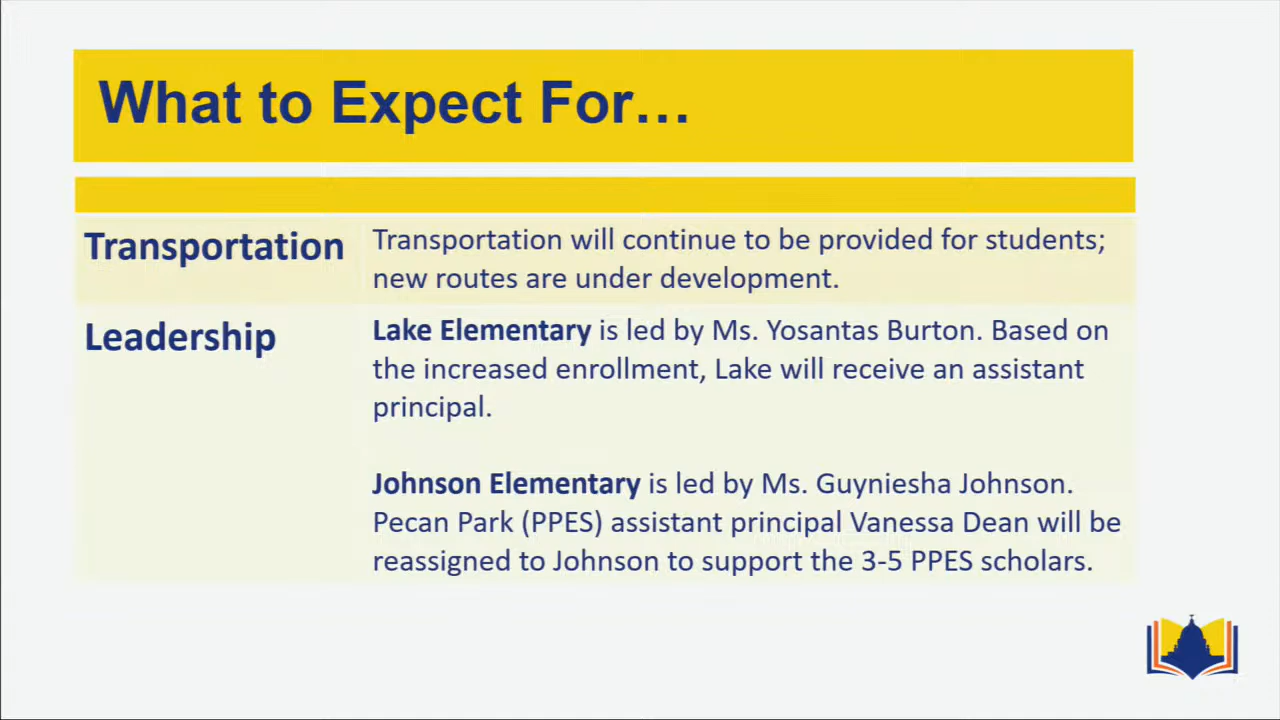 What to Expect For…
Transportation
Transportation will continue to be provided for students;
new routes are under development.
Leadership
Lake Elementary is led by Ms. Yosantas Burton. Based on
the increased enrollment, Lake will receive an assistant
principal.
Johnson Elementary is led by Ms. Guyniesha Johnson.
Pecan Park (PPES) assistant principal Vanessa Dean will be
reassigned to Johnson to support the 3-5 PPES scholars.